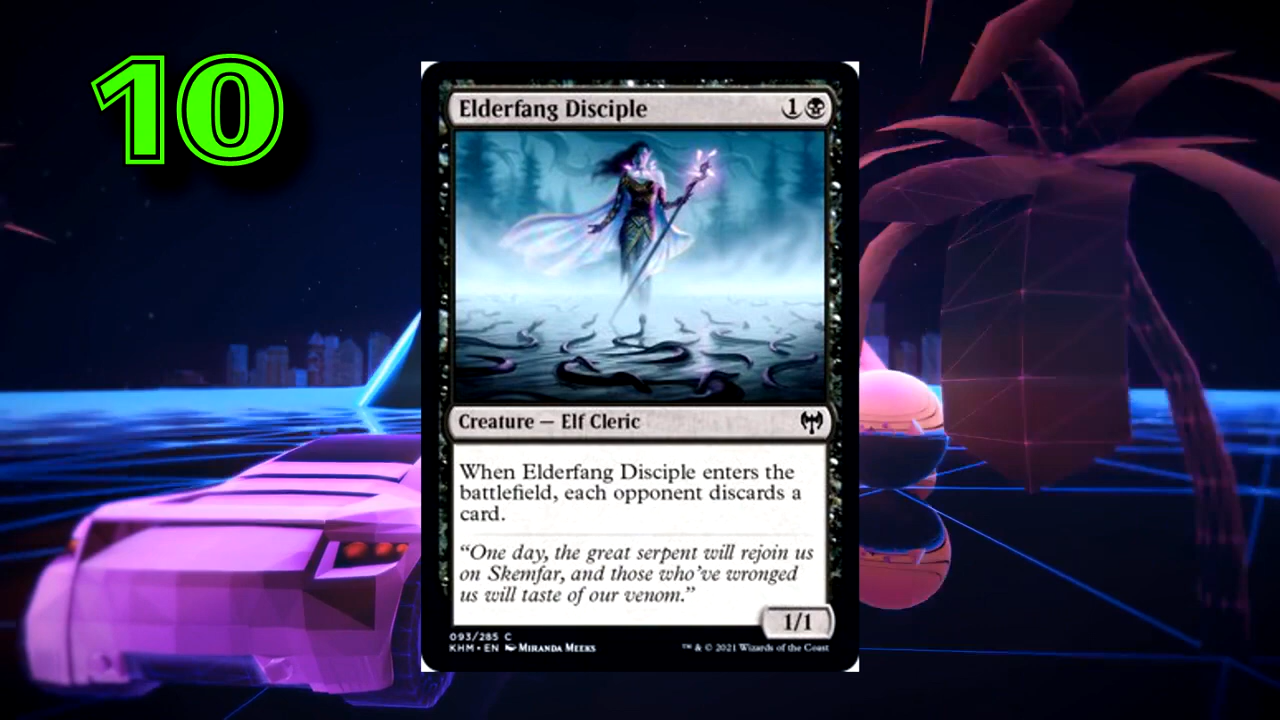 10
Elderfang Disciple 1
Creature — Elf Cleric
When Elderfang Disciple enters the
battlefield, each opponent discards a
card.
“One day, the great serpent will rejoin us
on Skemfar, and those who’ve wronged
us will taste of our venom.”
1/1
093/285 C
KHM • EN Miranda Meeks ™ & © 2021 Wizards of the Coast